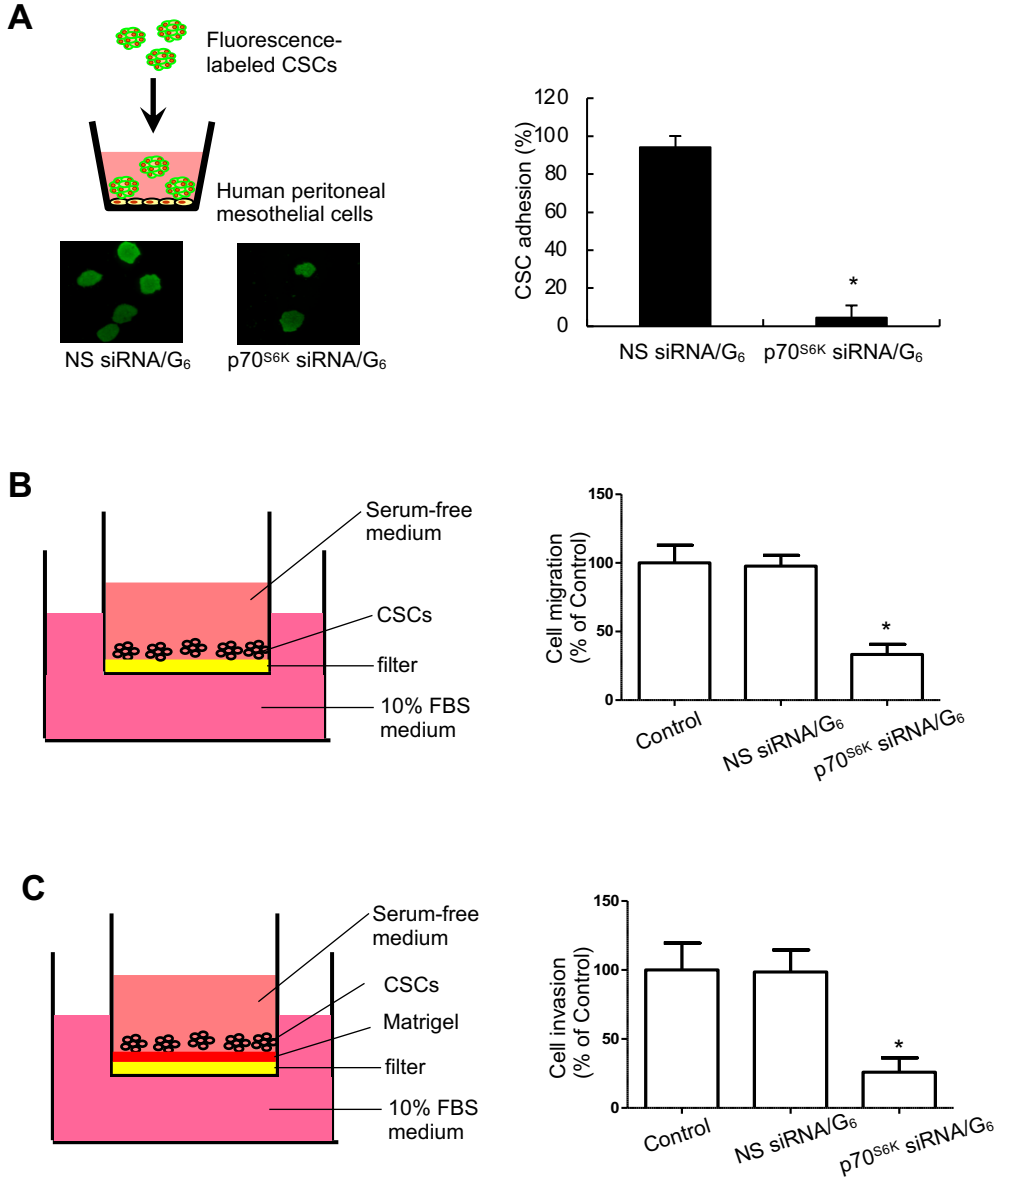 A
Fluorescence-
labeled CSCs
Human peritoneal
mesothelial cells
NS siRNA/G₆
p70ˢ⁶ᴷ siRNA/G₆
CSC adhesion (%)
120
100
80
60
40
20
0
*
NS siRNA/G₆
p70ˢ⁶ᴷ siRNA/G₆
B
Serum-free
medium
CSCs
filter
10% FBS
medium
Cell migration
(% of Control)
150
100
50
0
*
Control
NS siRNA/G₆
p70ˢ⁶ᴷ siRNA/G₆
C
Serum-free
medium
CSCs
Matrigel
filter
10% FBS
medium
Cell invasion
(% of Control)
150
100
50
0
*
Control
NS siRNA/G₆
p70ˢ⁶ᴷ siRNA/G₆